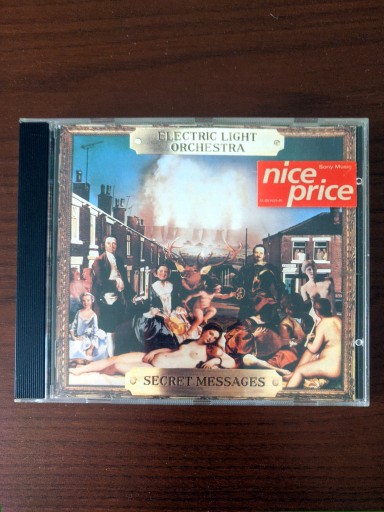 ELECTRIC LIGHT
ORCHESTRA
Sony Music
nice
price
SECRET MESSAGES